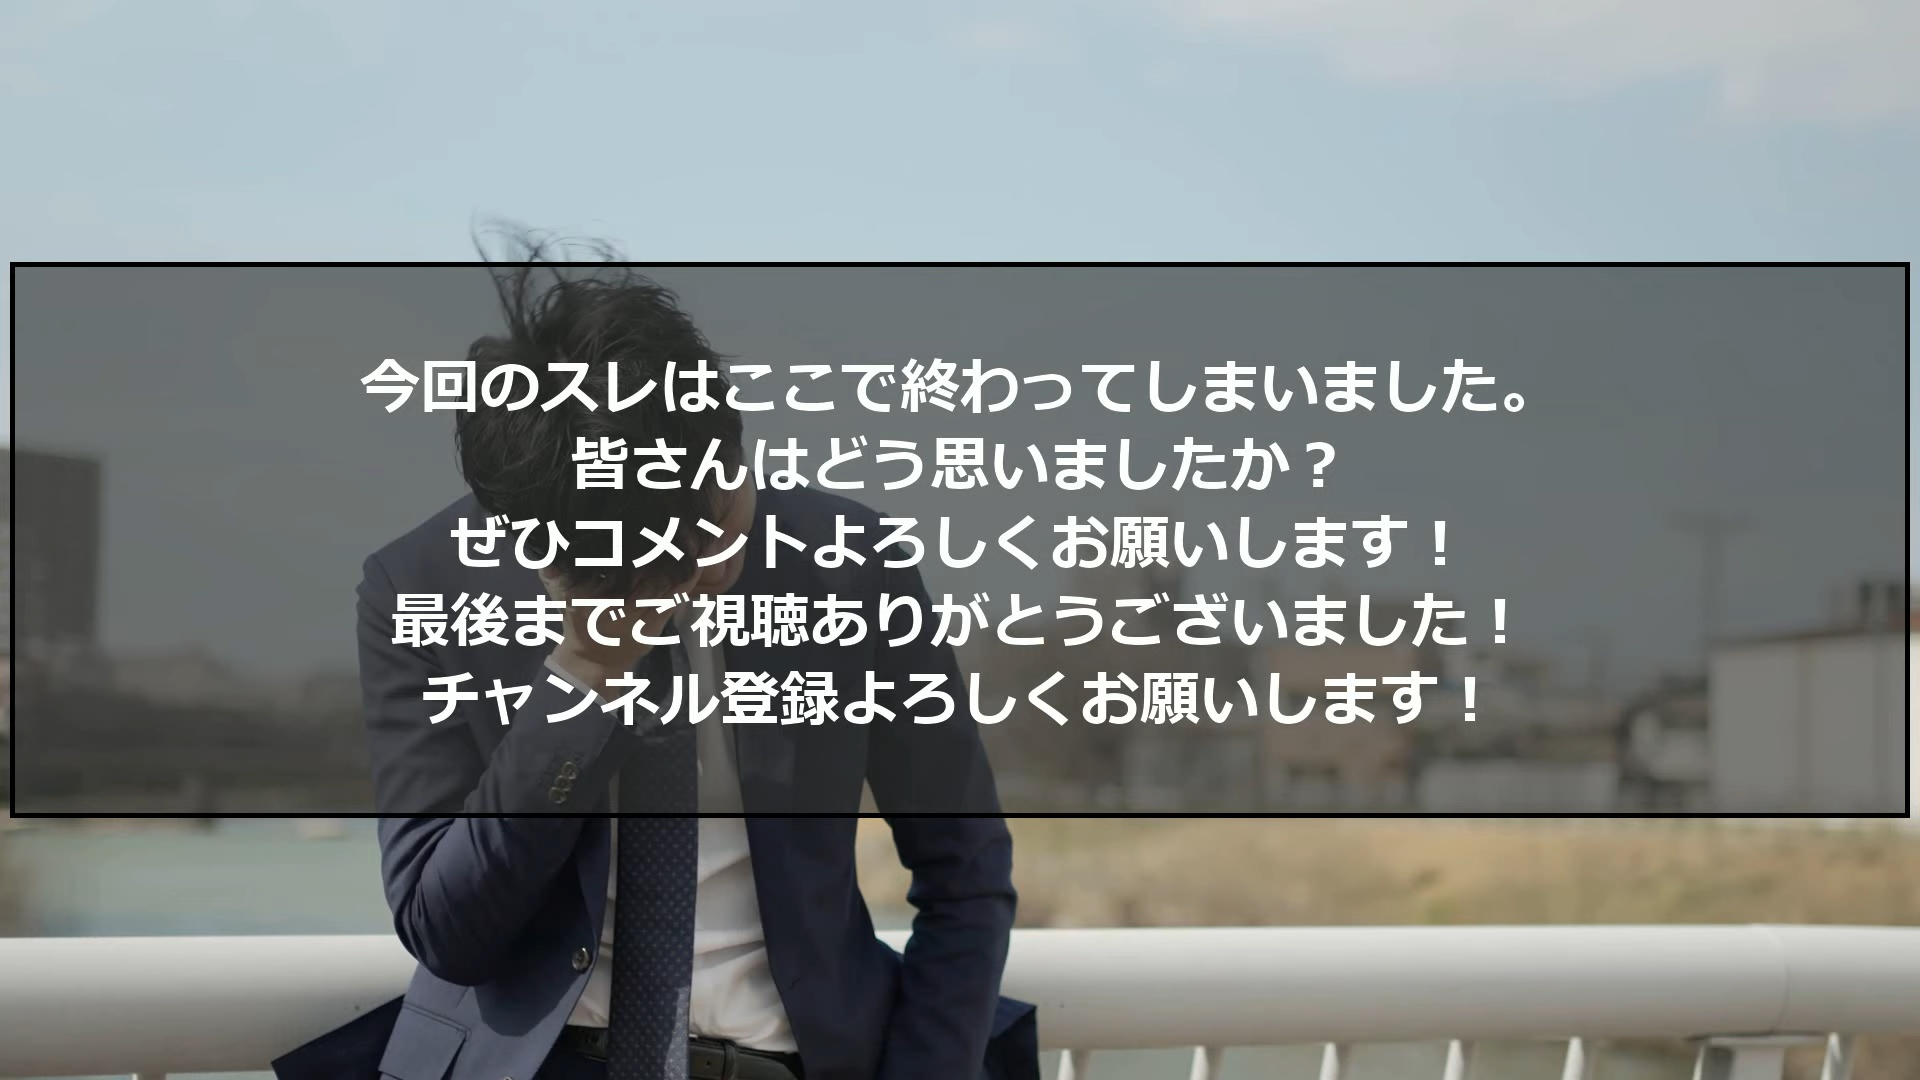 今回のスレはここで終わってしまいました。
皆さんはどう思いましたか？
ぜひコメントよろしくお願いします！
最後までご視聴ありがとうございました！
チャンネル登録よろしくお願いします！